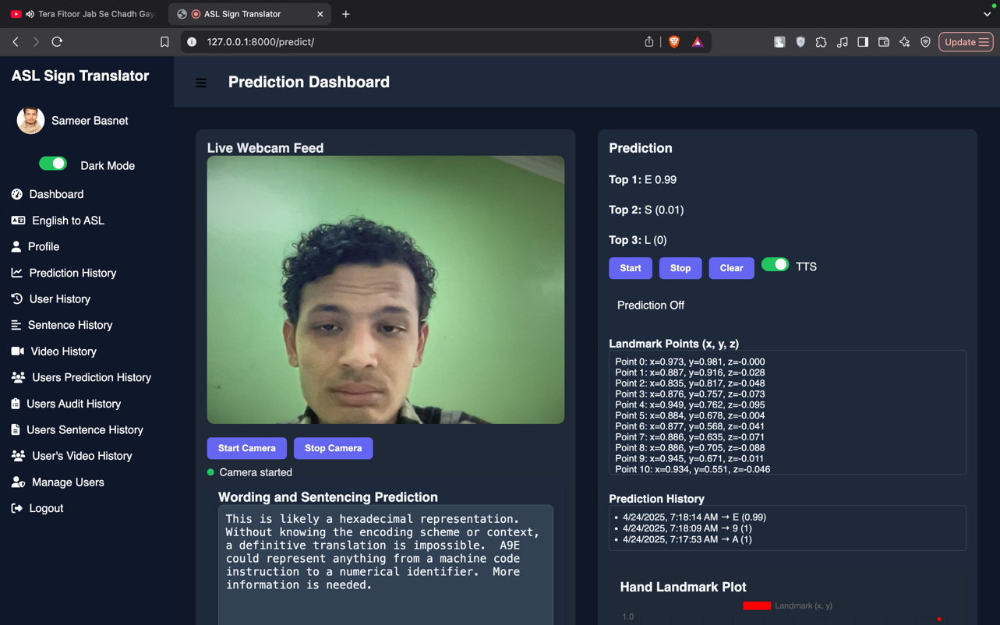 Tera Fitoor Jab Se Chadh Gay
ASL Sign Translator
127.0.0.1:8000/predict/
Update
ASL Sign Translator
Sameer Basnet
Dark Mode
Dashboard
English to ASL
Profile
Prediction History
User History
Sentence History
Video History
Users Prediction History
Users Audit History
Users Sentence History
User's Video History
Manage Users
Logout
Prediction Dashboard
Live Webcam Feed
Start Camera
Stop Camera
Camera started
Wording and Sentencing Prediction
This is likely a hexadecimal representation.
Without knowing the encoding scheme or context,
a definitive translation is impossible.  A9E
could represent anything from a machine code
instruction to a numerical identifier.  More
information is needed.
Prediction
Top 1: E 0.99
Top 2: S (0.01)
Top 3: L (0)
Start
Stop
Clear
TTS
Prediction Off
Landmark Points (x, y, z)
Point 0: x=0.973, y=0.981, z=-0.000
Point 1: x=0.887, y=0.916, z=-0.028
Point 2: x=0.835, y=0.817, z=-0.048
Point 3: x=0.876, y=0.757, z=-0.073
Point 4: x=0.949, y=0.762, z=-0.095
Point 5: x=0.884, y=0.678, z=-0.004
Point 6: x=0.877, y=0.568, z=-0.041
Point 7: x=0.886, y=0.635, z=-0.071
Point 8: x=0.886, y=0.705, z=-0.088
Point 9: x=0.945, y=0.671, z=-0.011
Point 10: x=0.934, y=0.551, z=-0.046
Prediction History
• 4/24/2025, 7:18:14 AM → E (0.99)
• 4/24/2025, 7:18:09 AM → 9 (1)
• 4/24/2025, 7:17:53 AM → A (1)
Hand Landmark Plot
Landmark (x, y)
1.0